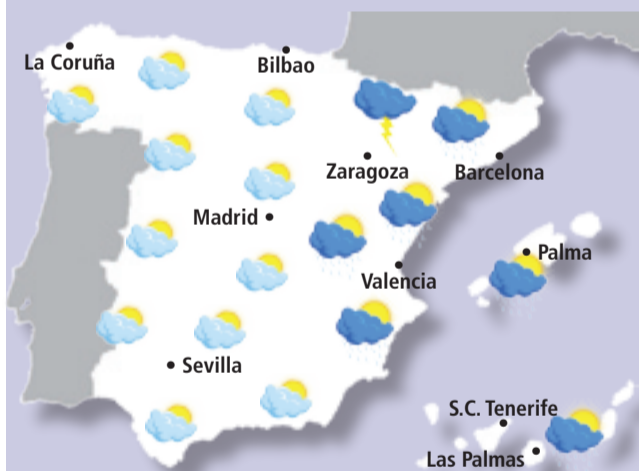 La Coruña
Bilbao
Zaragoza
Barcelona
Madrid
Palma
Valencia
Sevilla
S.C. Tenerife
Las Palmas